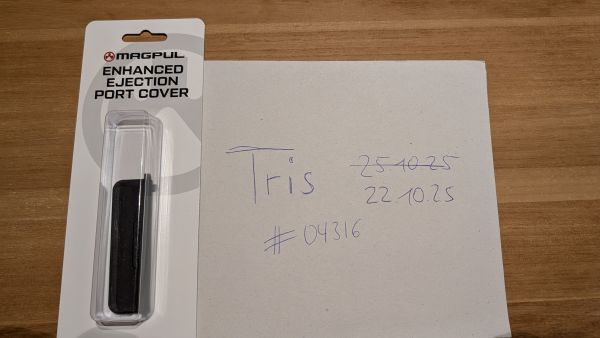 MAGPUL
ENHANCED
EJECTION
PORT COVER
Tris
25.10.25
22.10.25
#04316